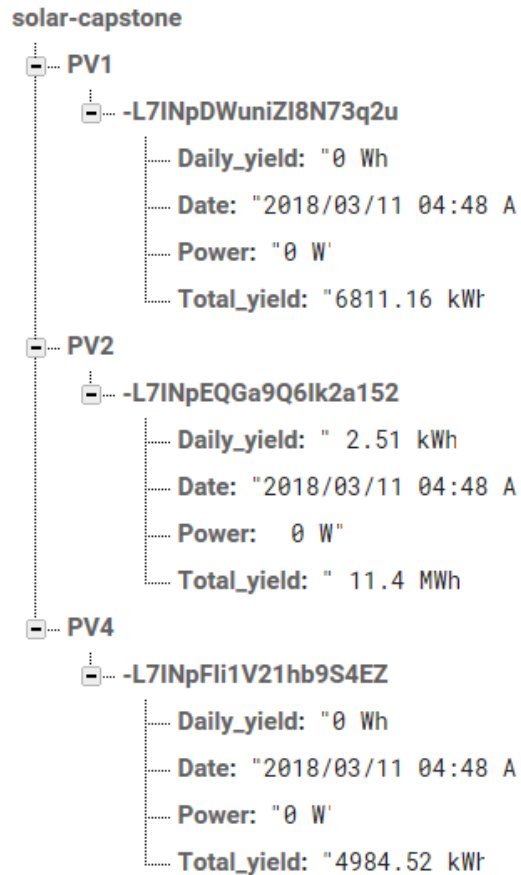 solar-capstone
PV1
-L7INpDWuniZI8N73q2u
Daily_yield: "0 Wh
Date: "2018/03/11 04:48 A
Power: "0 W'
Total_yield: "6811.16 kWh
PV2
-L7INpEQGa9Q6Ik2a152
Daily_yield: " 2.51 kWh
Date: "2018/03/11 04:48 A
Power: 0 W"
Total_yield: " 11.4 MWh
PV4
-L7INpFIi1V21hb9S4EZ
Daily_yield: "0 Wh
Date: "2018/03/11 04:48 A
Power: "0 W'
Total_yield: "4984.52 kWh